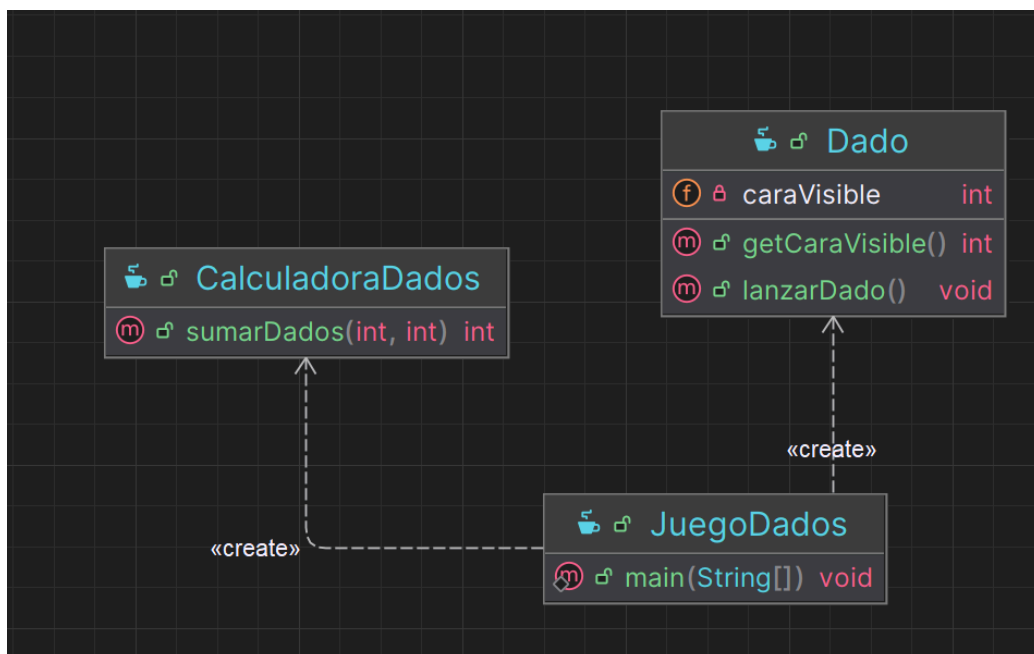 Dado
f caraVisible int
m getCaraVisible() int
m lanzarDado() void
CalculadoraDados
m sumarDados(int, int) int
«create»
«create»
JuegoDados
m main(String[]) void